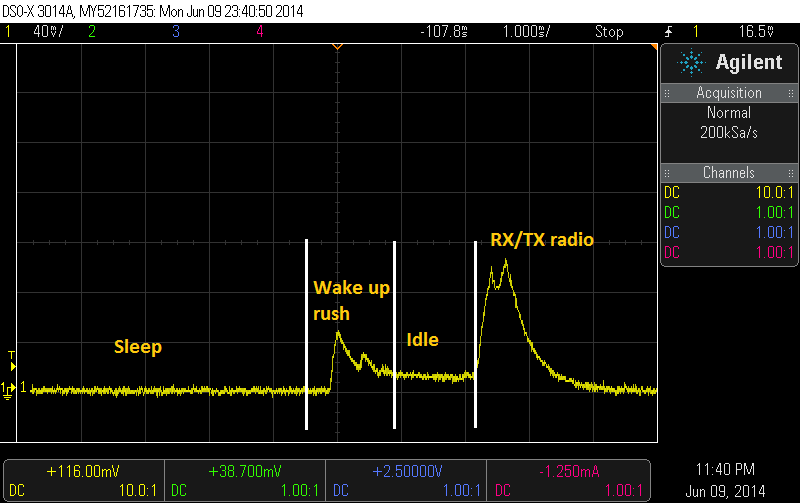 DSO-X 3014A, MY52161735: Mon Jun 09 23:40:50 2014
1 40mV/ 2 3 4 -107.8s 1.000s/ Stop 1 16.5V
Agilent
Acquisition
Normal
200kSa/s
Channels
DC 10.0:1
DC 1.00:1
DC 1.00:1
DC 1.00:1
RX/TX radio
Wake up
rush
Idle
Sleep
T
1
+116.00mV +38.700mV +2.50000V -1.250mA
DC 10.0:1 DC 1.00:1 DC 1.00:1 DC 1.00:1
11:40 PM
Jun 09, 2014